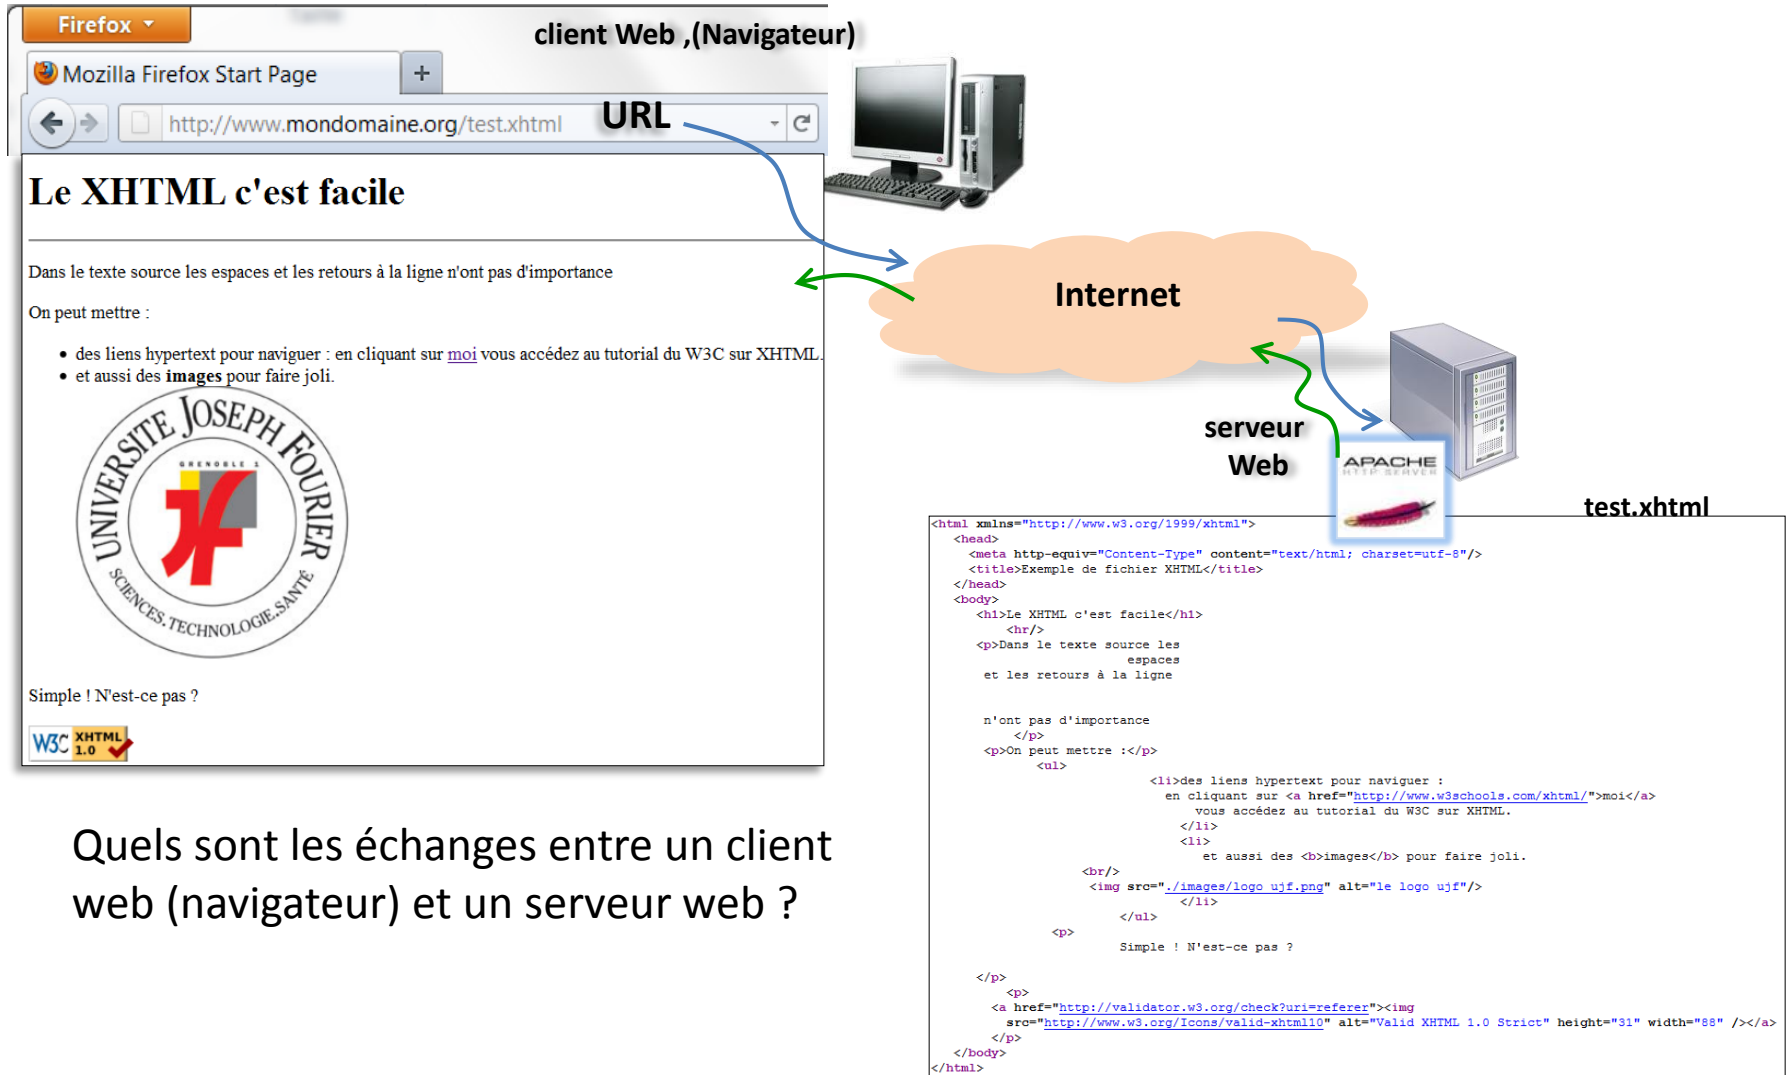 Firefox
client Web ,(Navigateur)
Mozilla Firefox Start Page
+
http://www.mondomaine.org/test.xhtml
URL
Le XHTML c'est facile
Dans le texte source les espaces et les retours à la ligne n'ont pas d'importance
On peut mettre :
• des liens hypertext pour naviguer : en cliquant sur moi vous accédez au tutorial du W3C sur XHTML.
• et aussi des images pour faire joli.
UNIVERSITE JOSEPH FOURIER
GRENOBLE 1
SCIENCES.TECHNOLOGIE.SANTÉ
Simple ! N'est-ce pas ?
W3C XHTML
1.0
Internet
serveur
Web
APACHE
HTTP SERVER
test.xhtml
<html xmlns="http://www.w3.org/1999/xhtml">
<head>
<meta http-equiv="Content-Type" content="text/html; charset=utf-8"/>
<title>Exemple de fichier XHTML</title>
</head>
<body>
<h1>Le XHTML c'est facile</h1>
<hr/>
<p>Dans le texte source les
espaces
et les retours à la ligne
n'ont pas d'importance
</p>
<p>On peut mettre :</p>
<ul>
<li>des liens hypertext pour naviguer :
en cliquant sur <a href="http://www.w3schools.com/xhtml/">moi</a>
vous accédez au tutorial du W3C sur XHTML.
</li>
<li>
et aussi des <b>images</b> pour faire joli.
<br/>
<img src="./images/logo_ujf.png" alt="le logo ujf"/>
</li>
</ul>
<p>
Simple ! N'est-ce pas ?
</p>
<p>
<a href="http://validator.w3.org/check?uri=referer"><img
src="http://www.w3.org/Icons/valid-xhtml10" alt="Valid XHTML 1.0 Strict" height="31" width="88" /></a>
</p>
</body>
</html>
Quels sont les échanges entre un client
web (navigateur) et un serveur web ?